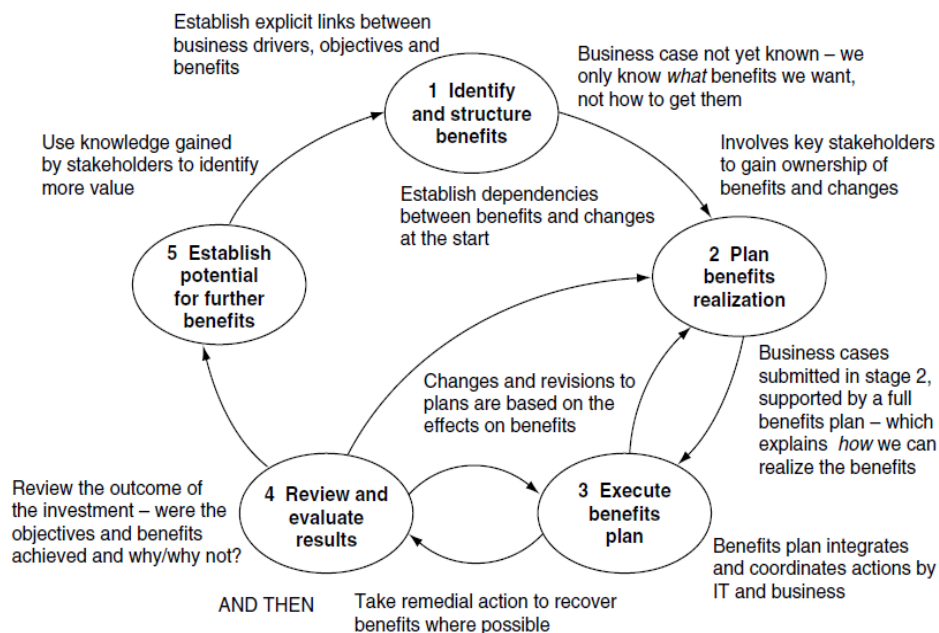 Establish explicit links between
business drivers, objectives and
benefits
Business case not yet known – we
only know what benefits we want,
not how to get them
1 Identify
and structure
benefits
Use knowledge gained
by stakeholders to identify
more value
Involves key stakeholders
to gain ownership of
benefits and changes
Establish dependencies
between benefits and changes
at the start
5 Establish
potential
for further
benefits
2 Plan
benefits
realization
Changes and revisions to
plans are based on the
effects on benefits
Business cases
submitted in stage 2,
supported by a full
benefits plan – which
explains how we can
realize the benefits
Review the outcome of
the investment – were the
objectives and benefits
achieved and why/why not?
4 Review and
evaluate
results
3 Execute
benefits
plan
Benefits plan integrates
and coordinates actions by
IT and business
AND THEN
Take remedial action to recover
benefits where possible